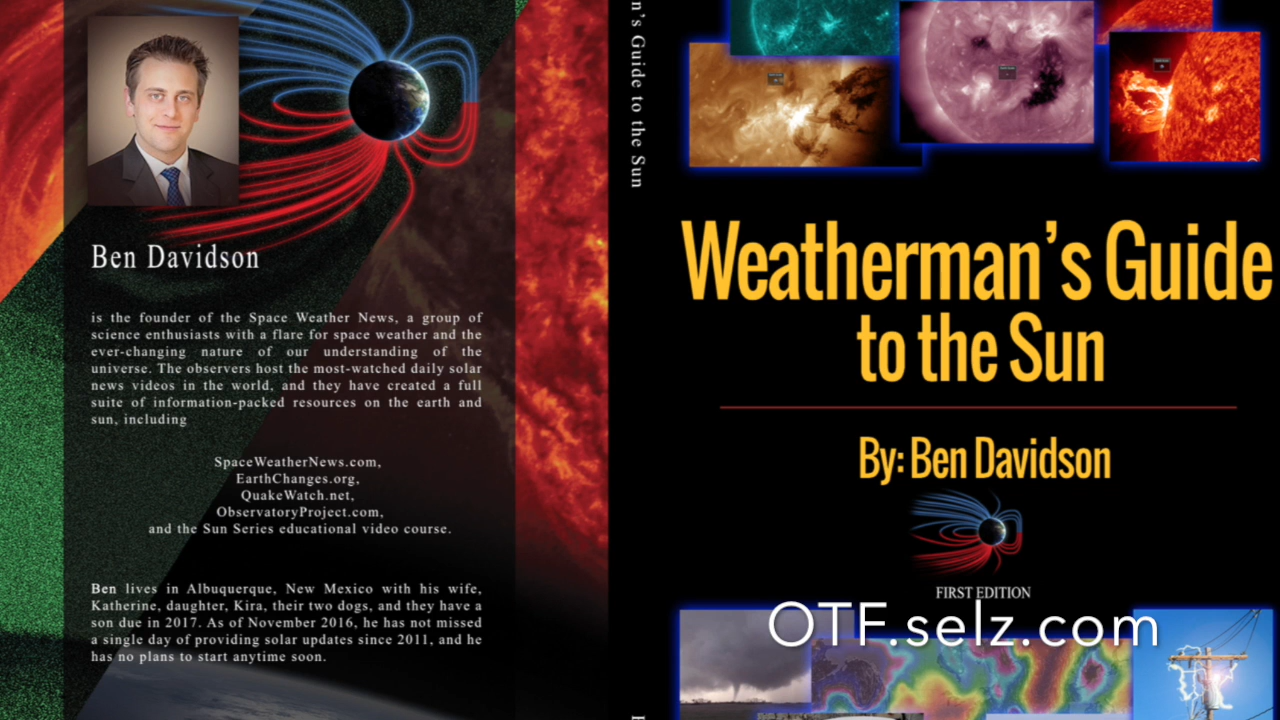 Ben Davidson
is the founder of the Space Weather News, a group of
science enthusiasts with a flare for space weather and the
ever-changing nature of our understanding of the
universe. The observers host the most-watched daily solar
news videos in the world, and they have created a full
suite of information-packed resources on the earth and
sun, including
SpaceWeatherNews.com,
EarthChanges.org,
QuakeWatch.net,
ObservatoryProject.com,
and the Sun Series educational video course.
Ben lives in Albuquerque, New Mexico with his wife,
Katherine, daughter, Kira, their two dogs, and they have a
son due in 2017. As of November 2016, he has not missed
a single day of providing solar updates since 2011, and he
has no plans to start anytime soon.
n's Guide to the Sun
Weatherman's Guide
to the Sun
By: Ben Davidson
FIRST EDITION
OTF.selz.com